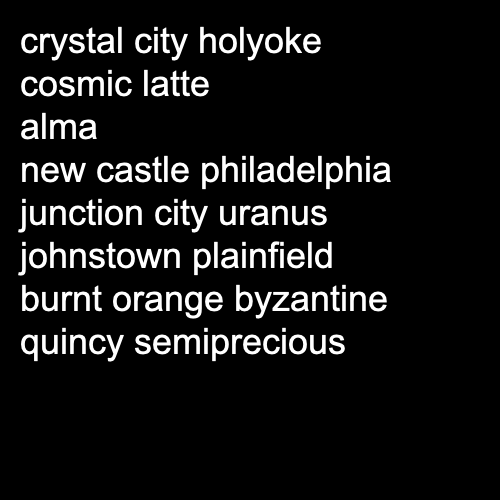 crystal city holyoke
cosmic latte
alma
new castle philadelphia
junction city uranus
johnstown plainfield
burnt orange byzantine
quincy semiprecious